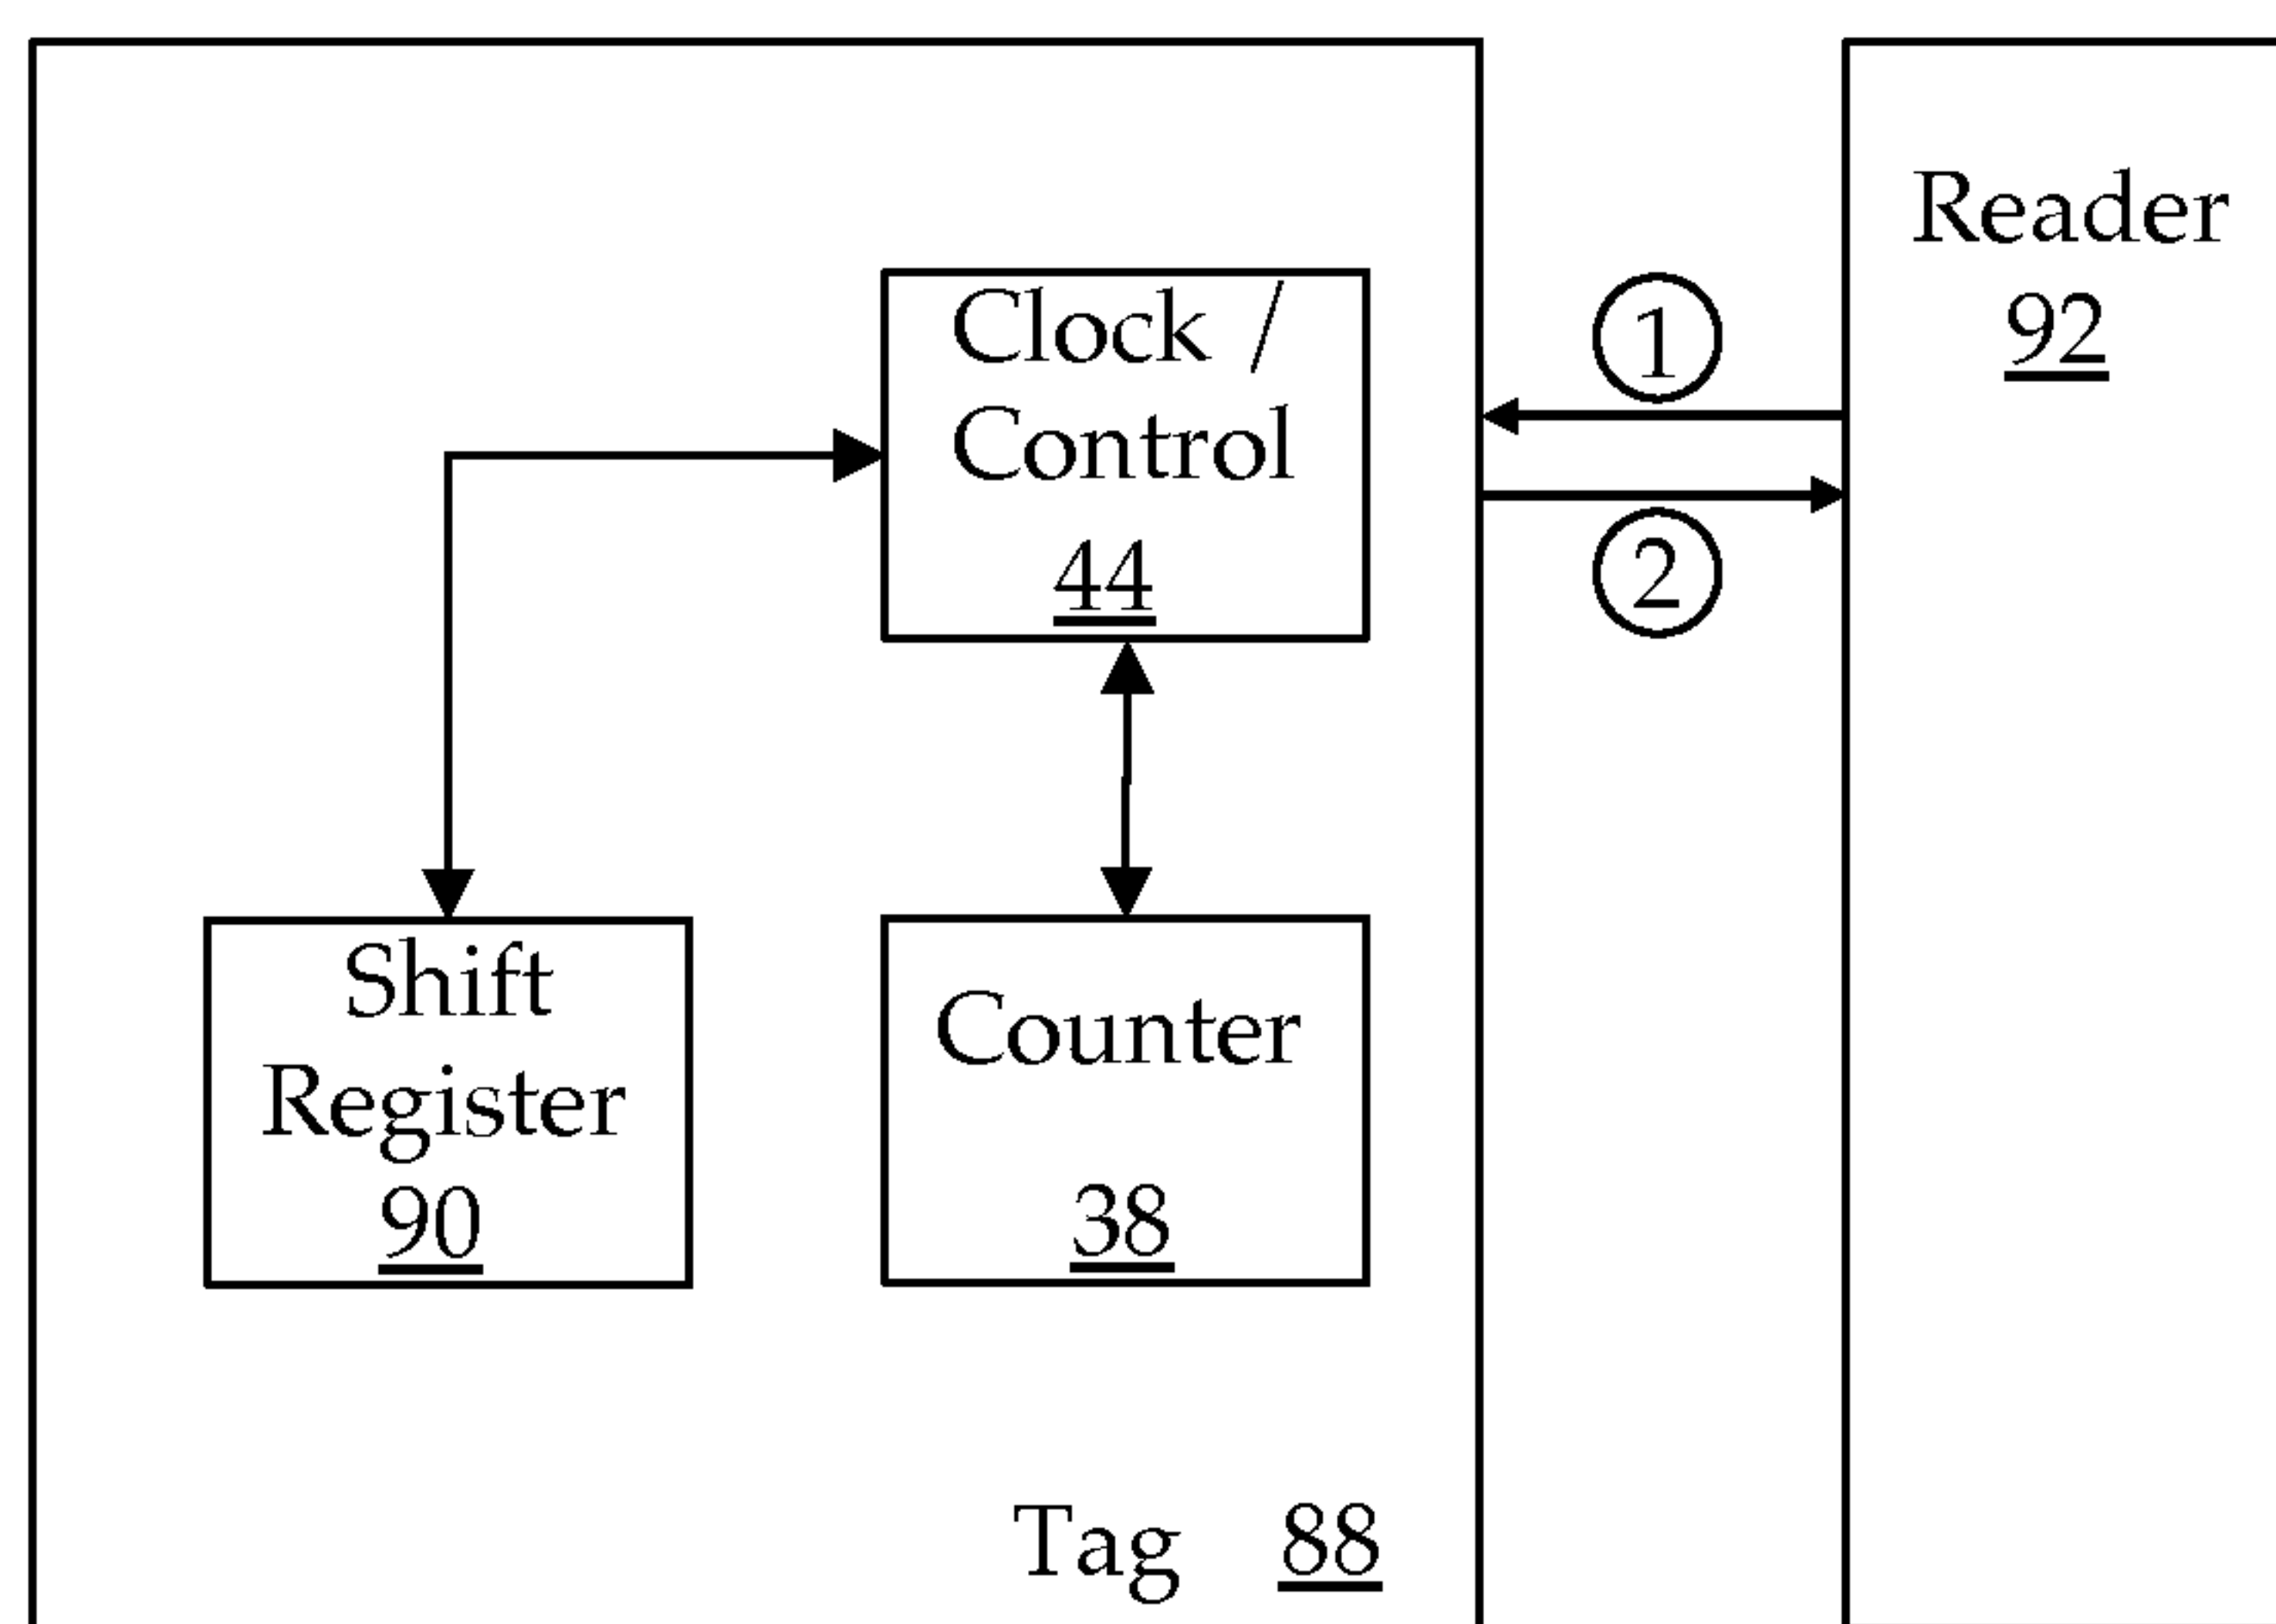 Clock /
Control
44
Shift
Register
90
Counter
38
Tag 88
1
2
Reader
92